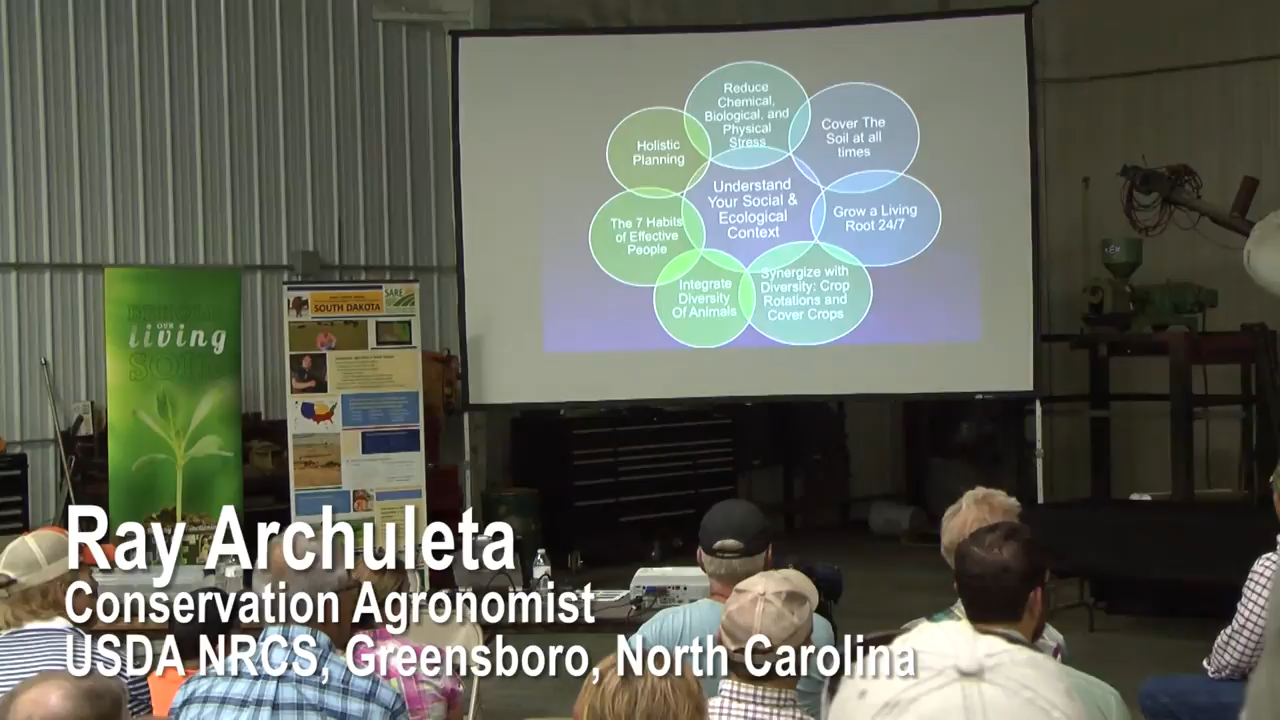 Reduce
Chemical,
Biological, and
Physical
Stress
Cover The
Soil at all
times
Holistic
Planning
Understand
Your Social &
Ecological
Context
Grow a Living
Root 24/7
The 7 Habits
of Effective
People
Integrate
Diversity
Of Animals
Synergize with
Diversity: Crop
Rotations and
Cover Crops
OUR
living
SOIL
SARE
SOUTH DAKOTA
Ray Archuleta
Conservation Agronomist
USDA NRCS, Greensboro, North Carolina